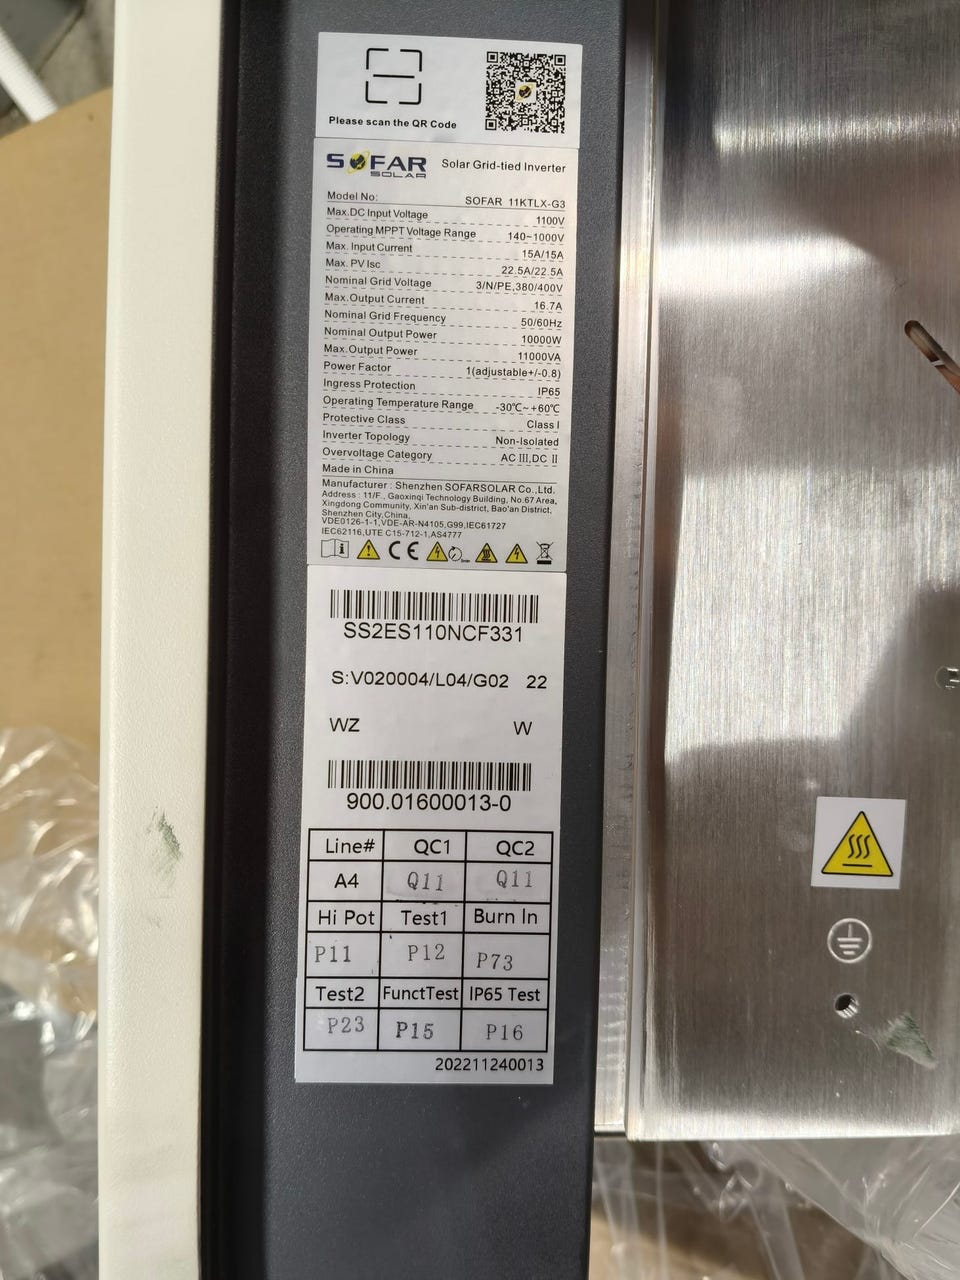 Please scan the QR Code
SOFAR SOLAR Solar Grid-tied Inverter
Model No: SOFAR 11KTLX-G3
Max.DC Input Voltage 1100V
Operating MPPT Voltage Range 140~1000V
Max. Input Current 15A/15A
Max. PV Isc 22.5A/22.5A
Nominal Grid Voltage 3/N/PE,380/400V
Max.Output Current 16.7A
Nominal Grid Frequency 50/60Hz
Nominal Output Power 10000W
Max.Output Power 11000VA
Power Factor 1(adjustable+/-0.8)
Ingress Protection IP65
Operating Temperature Range -30℃~+60℃
Protective Class Class I
Inverter Topology Non-Isolated
Overvoltage Category AC III,DC II
Made in China
Manufacturer : Shenzhen SOFARSOLAR Co.,Ltd.
Address : 11/F., Gaoxinqi Technology Building, No.67 Area,
Xingdong Community, Xin'an Sub-district, Bao'an District,
Shenzhen City,China,
VDE0126-1-1,VDE-AR-N4105,G99,IEC61727
IEC62116,UTE C15-712-1,AS4777
CE
SS2ES110NCF331
S:V020004/L04/G02 22
WZ W
900.01600013-0
Line# QC1 QC2
A4 Q11 Q11
Hi Pot Test1 Burn In
P11 P12 P73
Test2 FunctTest IP65 Test
P23 P15 P16
202211240013